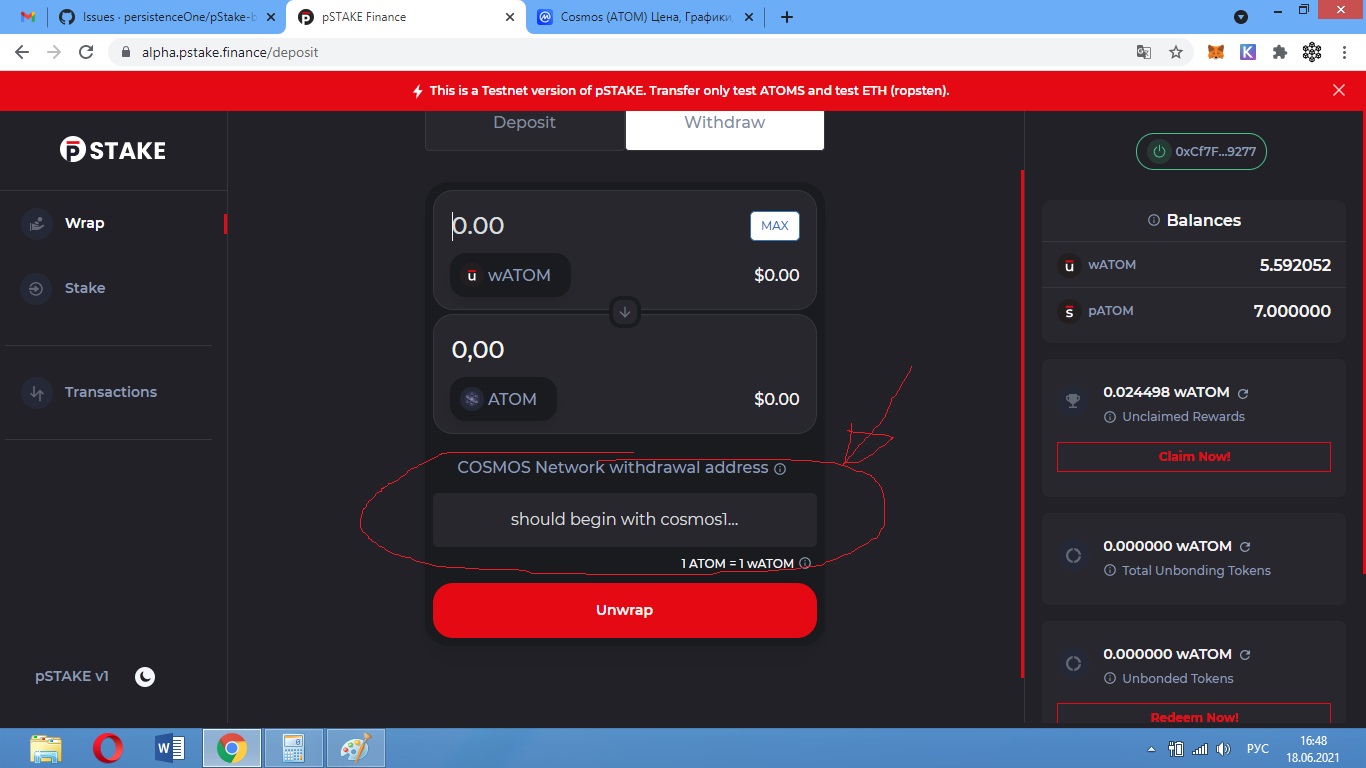 Issues · persistenceOne/pStake-b
pSTAKE Finance
Cosmos (ATOM) Цена, Графики,
alpha.pstake.finance/deposit
This is a Testnet version of pSTAKE. Transfer only test ATOMS and test ETH (ropsten).
pSTAKE
Wrap
Stake
Transactions
pSTAKE v1
Deposit
Withdraw
0.00
MAX
wATOM
$0.00
0,00
ATOM
$0.00
COSMOS Network withdrawal address
should begin with cosmos1...
1 ATOM = 1 wATOM
Unwrap
0xCf7F...9277
Balances
wATOM
5.592052
pATOM
7.000000
0.024498 wATOM
Unclaimed Rewards
Claim Now!
0.000000 wATOM
Total Unbonding Tokens
0.000000 wATOM
Unbonded Tokens
Redeem Now!
РУС
16:48
18.06.2021